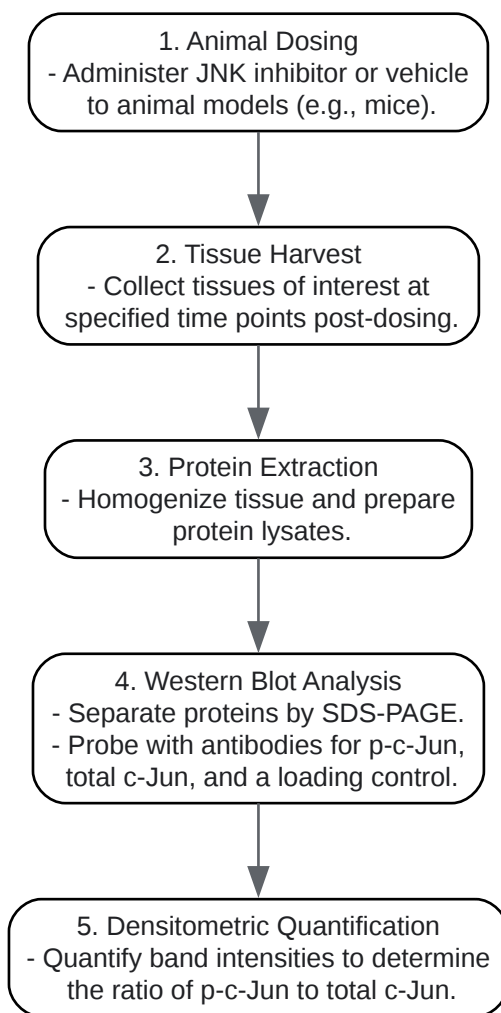 1. Animal Dosing
- Administer JNK inhibitor or vehicle
to animal models (e.g., mice).
2. Tissue Harvest
- Collect tissues of interest at
specified time points post-dosing.
3. Protein Extraction
- Homogenize tissue and prepare
protein lysates.
4. Western Blot Analysis
- Separate proteins by SDS-PAGE.
- Probe with antibodies for p-c-Jun,
total c-Jun, and a loading control.
5. Densitometric Quantification
- Quantify band intensities to determine
the ratio of p-c-Jun to total c-Jun.